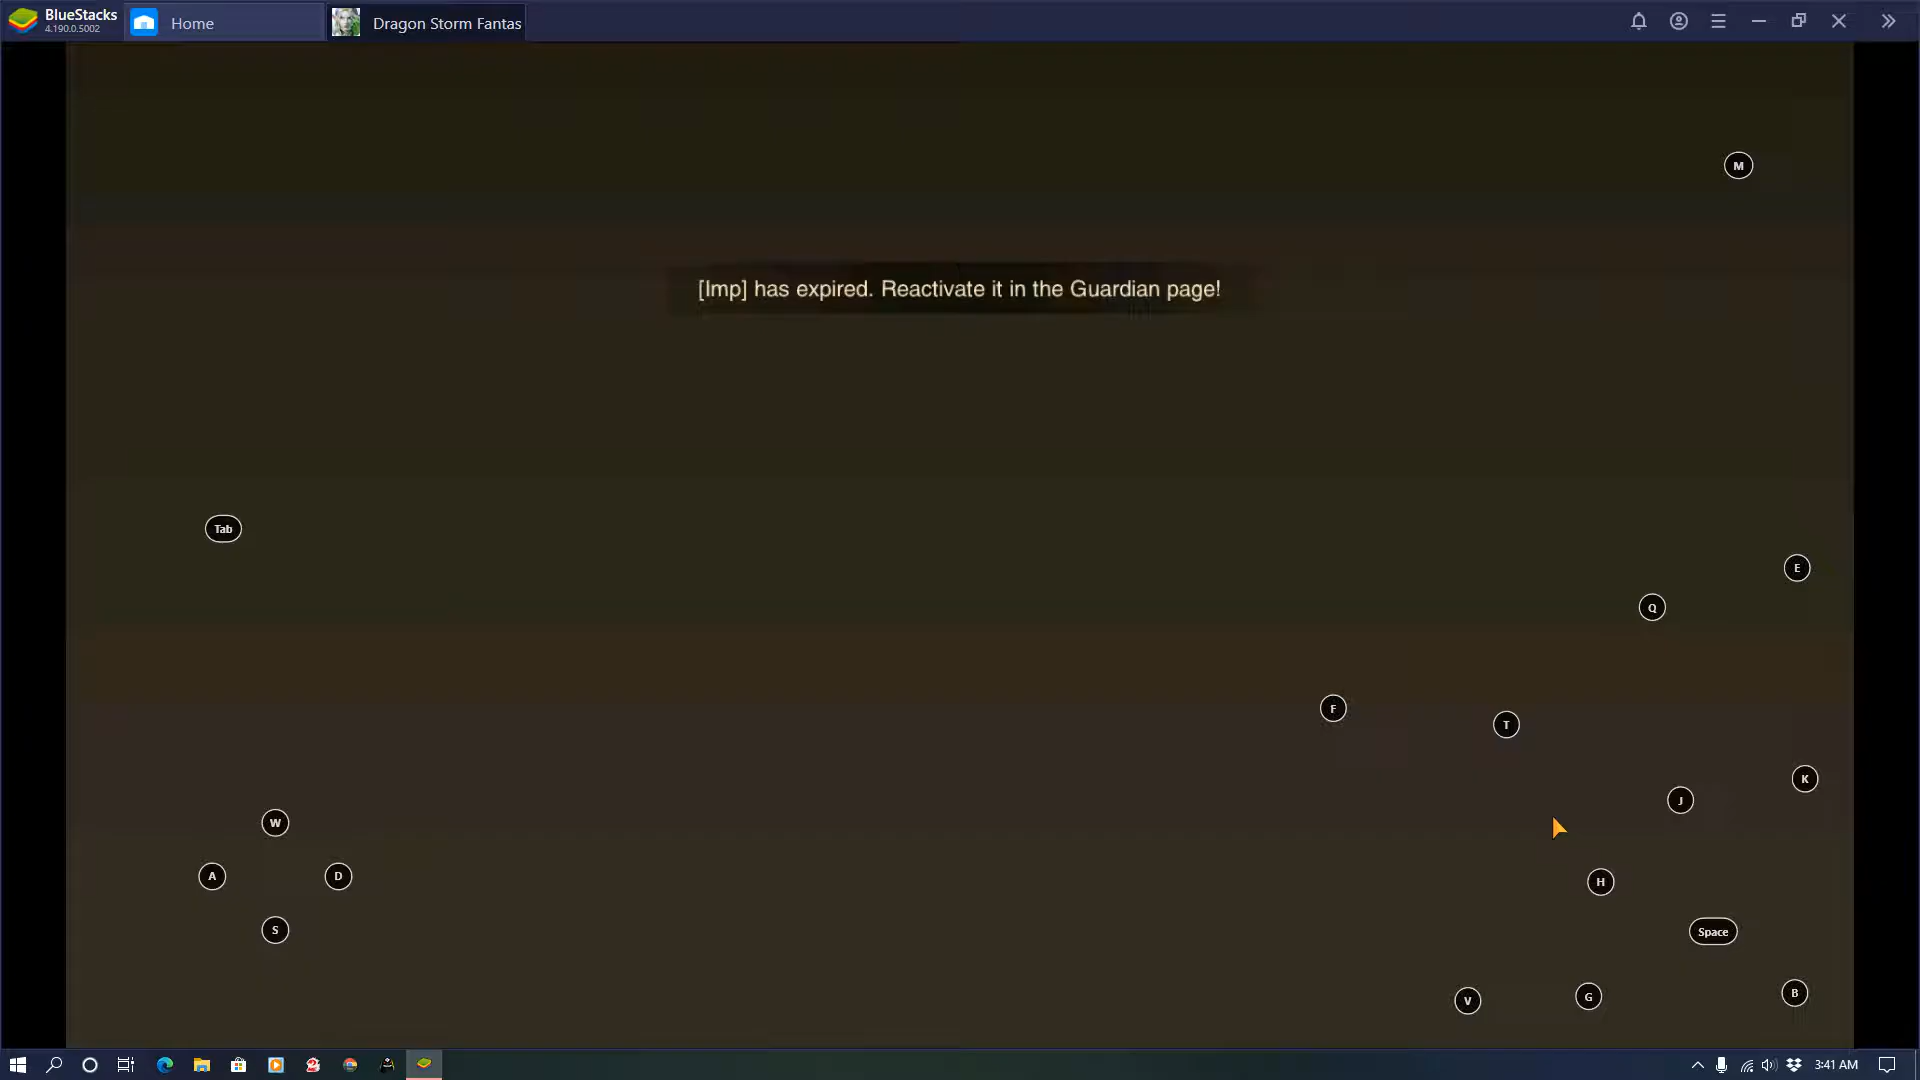 BlueStacks
4.190.0.5002
Home
Dragon Storm Fantas
M
[Imp] has expired. Reactivate it in the Guardian page!
Tab
E
Q
F
T
K
J
W
A
D
H
S
Space
V
G
B
3:41 AM